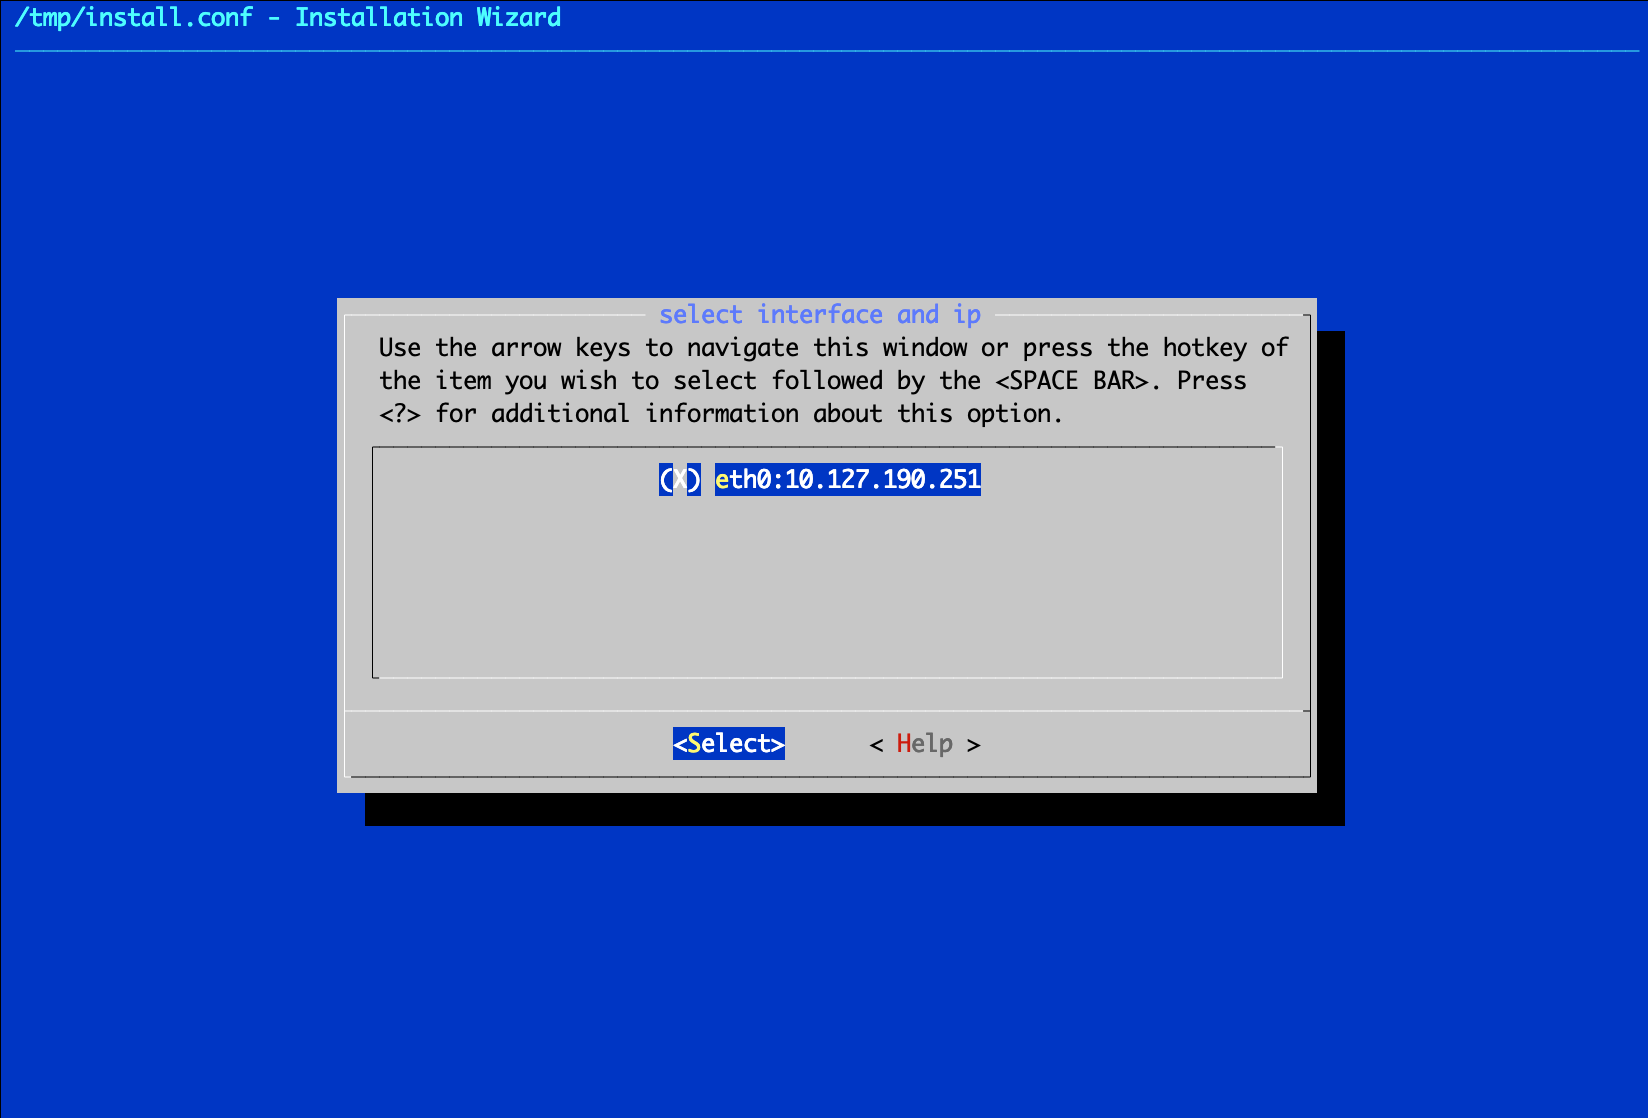 /tmp/install.conf - Installation Wizard
select interface and ip
Use the arrow keys to navigate this window or press the hotkey of
the item you wish to select followed by the <SPACE BAR>. Press
<?> for additional information about this option.
(X) eth0:10.127.190.251
<Select> < Help >